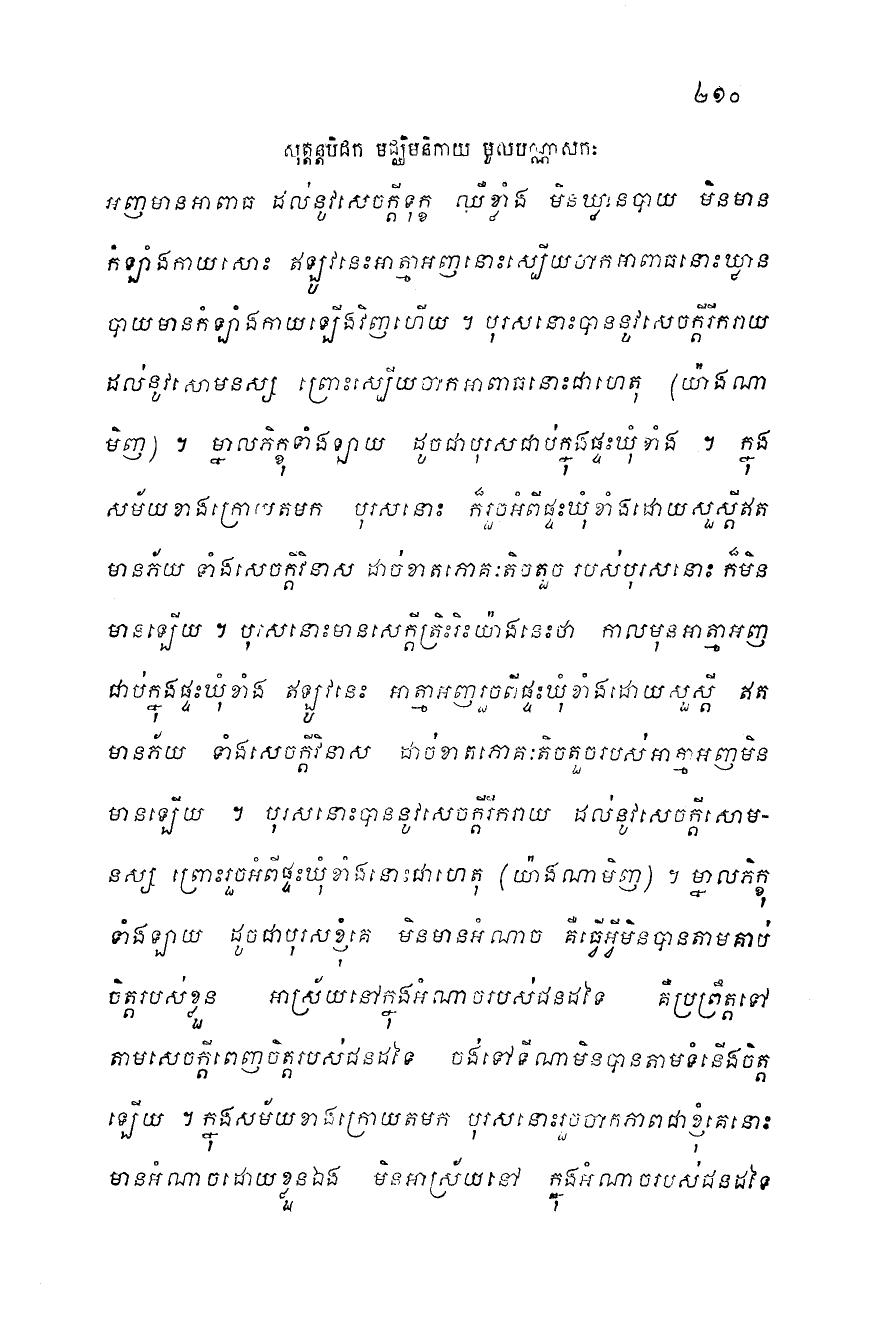 ២១០
សុត្តន្តបិដក មជ្ឈិមនិកាយ មូលបណ្ណាសកៈ
អញមានអាពាធ ដល់នូវសេចក្តីទុក្ខ ឈឺខ្លាំង មិនឃ្លានបាយ មិនមាន
កំឡាំងកាយសោះ ឥឡូវនេះអាត្មាអញនោះស្បើយចាកអាពាធនោះឃ្លាន
បាយមានកំឡាំងកាយឡើងវិញហើយ ។ បុរសនោះបាននូវសេចក្តីរីករាយ
ដល់នូវសោមនស្ស ព្រោះស្បើយចាកអាពាធនោះជាហេតុ (យ៉ាងណា
មិញ) ។ ម្នាលភិក្ខុទាំងឡាយ ដូចជាបុរសជាប់ក្នុងផ្ទះឃុំខាំង ។ ក្នុង
សម័យខាងក្រោយតមក បុរសនោះ ក៏រួចអំពីផ្ទះឃុំខាំងដោយសួស្តីឥត
មានភ័យ ទាំងសេចក្តីវិនាស ដាច់ខាតភោគៈតិចតួច របស់បុរសនោះ ក៏មិន
មានឡើយ ។ បុរសនោះមានសេក្តីត្រិះរិះយ៉ាងនេះថា កាលមុនអាត្មាអញ
ជាប់ក្នុងផ្ទះឃុំខាំង ឥឡូវនេះ អាត្មាអញរួចពីផ្ទះឃុំខាំងដោយសួស្តី ឥត
មានភ័យ ទាំងសេចក្តីវិនាស ដាច់ខាតភោគៈតិចតួចរបស់អាត្មាអញមិន
មានឡើយ ។ បុរសនោះបាននូវសេចក្តីរីករាយ ដល់នូវសេចក្តីសោម-
នស្ស ព្រោះរួចអំពីផ្ទះឃុំខាំងនោះជាហេតុ (យ៉ាងណាមិញ) ។ ម្នាលភិក្ខុ
ទាំងឡាយ ដូចជាបុរសខ្ញុំគេ មិនមានអំណាច គឺធ្វើអ្វីមិនបានតាមគាប់
ចិត្តរបស់ខ្លួន អាស្រ័យនៅក្នុងអំណាចរបស់ជនដទៃ គឺប្រព្រឹត្តទៅ
តាមសេចក្តីពេញចិត្តរបស់ជនដទៃ ចង់ទៅទីណាមិនបានតាមទំនើងចិត្ត
ឡើយ ។ ក្នុងសម័យខាងក្រោយតមក បុរសនោះរួចចាកភាពជាខ្ញុំគេនោះ
មានអំណាចដោយខ្លួនឯង មិនអាស្រ័យនៅ ក្នុងអំណាចរបស់ជនដទៃ